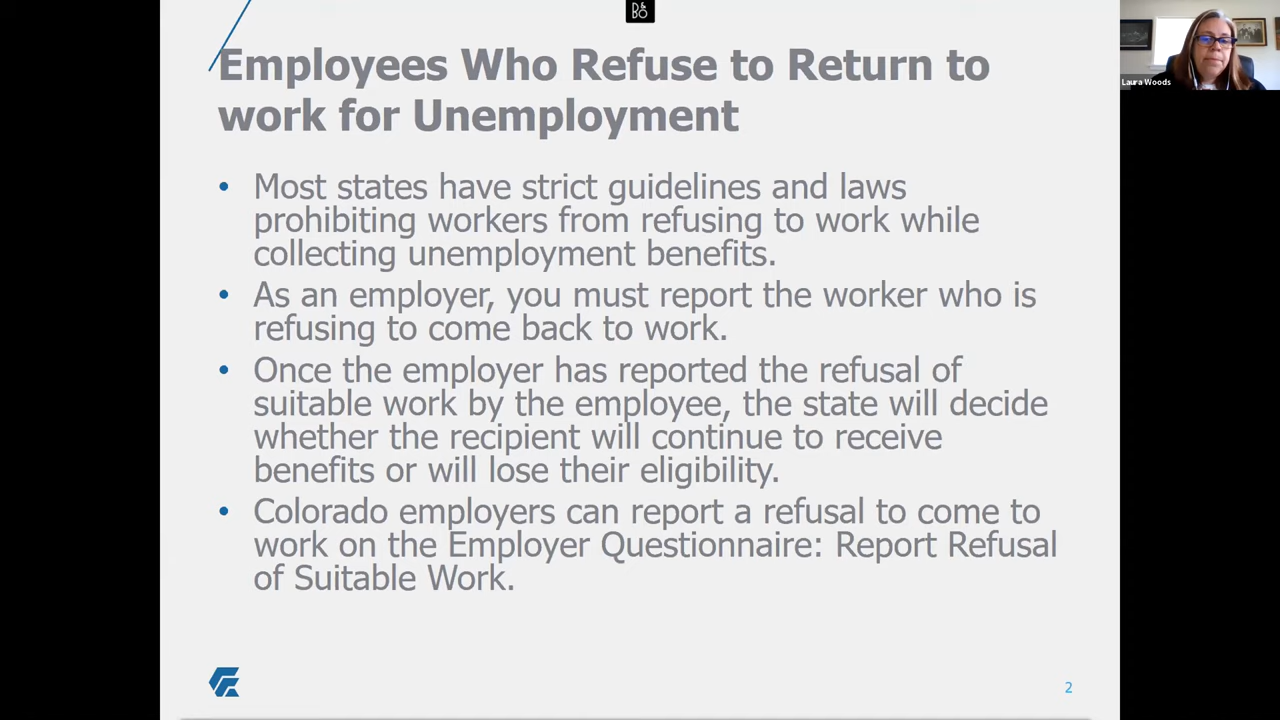 B&
BO
Employees Who Refuse to Return to
work for Unemployment
Laura Woods
• Most states have strict guidelines and laws
prohibiting workers from refusing to work while
collecting unemployment benefits.
• As an employer, you must report the worker who is
refusing to come back to work.
• Once the employer has reported the refusal of
suitable work by the employee, the state will decide
whether the recipient will continue to receive
benefits or will lose their eligibility.
• Colorado employers can report a refusal to come to
work on the Employer Questionnaire: Report Refusal
of Suitable Work.
2